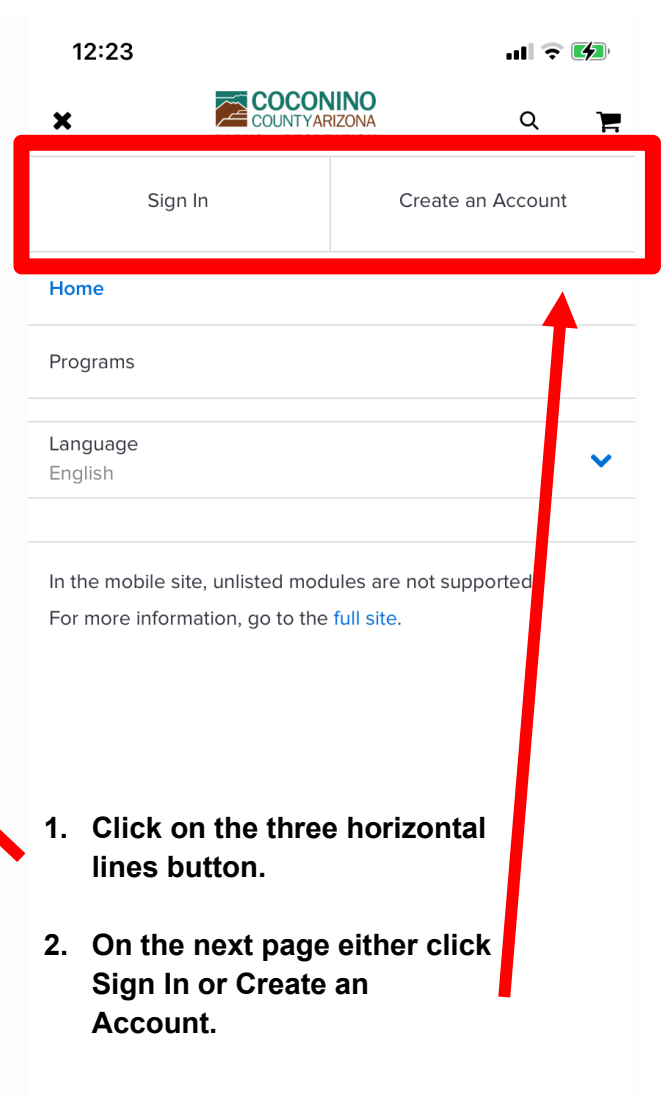 12:23
COCONINO
COUNTY ARIZONA
Sign In
Create an Account
Home
Programs
Language
English
In the mobile site, unlisted modules are not supported
For more information, go to the full site.
1. Click on the three horizontal
lines button.
2. On the next page either click
Sign In or Create an
Account.